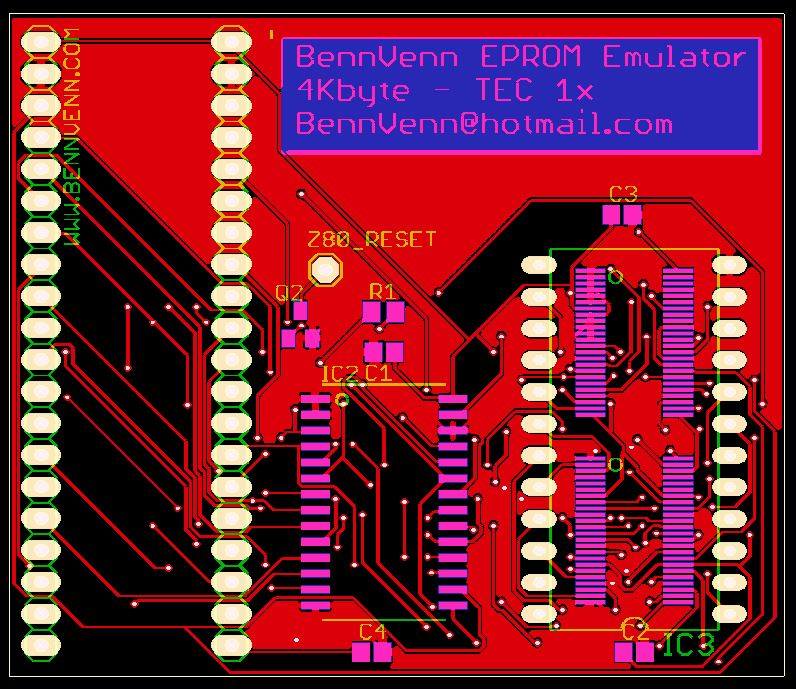 BennVenn EPROM Emulator
4Kbyte - TEC 1x
BennVenn@hotmail.com
WWW.BENNVENN.COM
C3
Z80_RESET
Q2
R1
IC2 C1
C4
C2
IC3